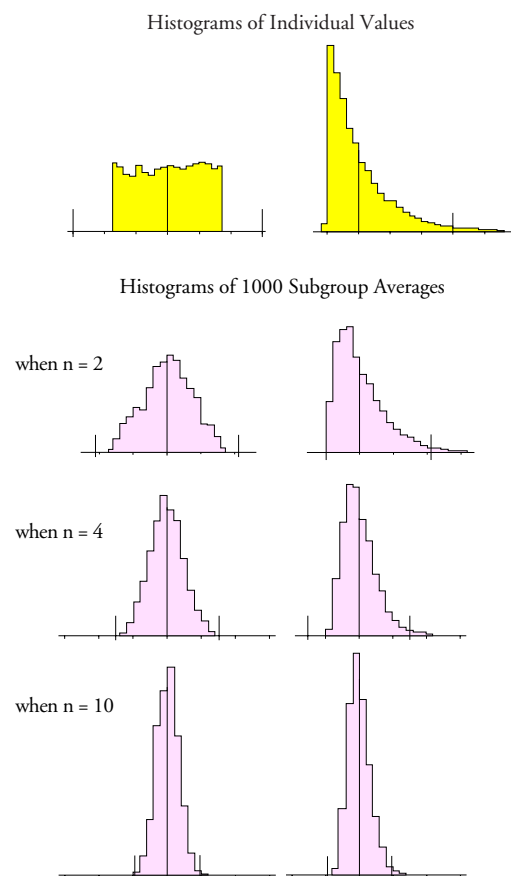 Histograms of Individual Values
Histograms of 1000 Subgroup Averages
when n = 2
when n = 4
when n = 10